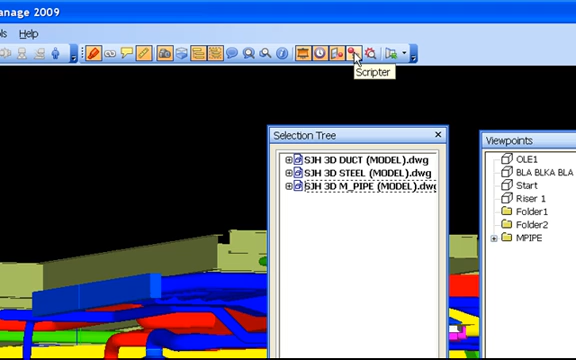 anage 2009
ls Help
Scripter
Selection Tree
SJH 3D DUCT (MODEL).dwg
SJH 3D STEEL (MODEL).dwg
SJH 3D M_PIPE (MODEL).dwg
Viewpoints
OLE1
BLA BLKA BLA
Start
Riser 1
Folder1
Folder2
MPIPE